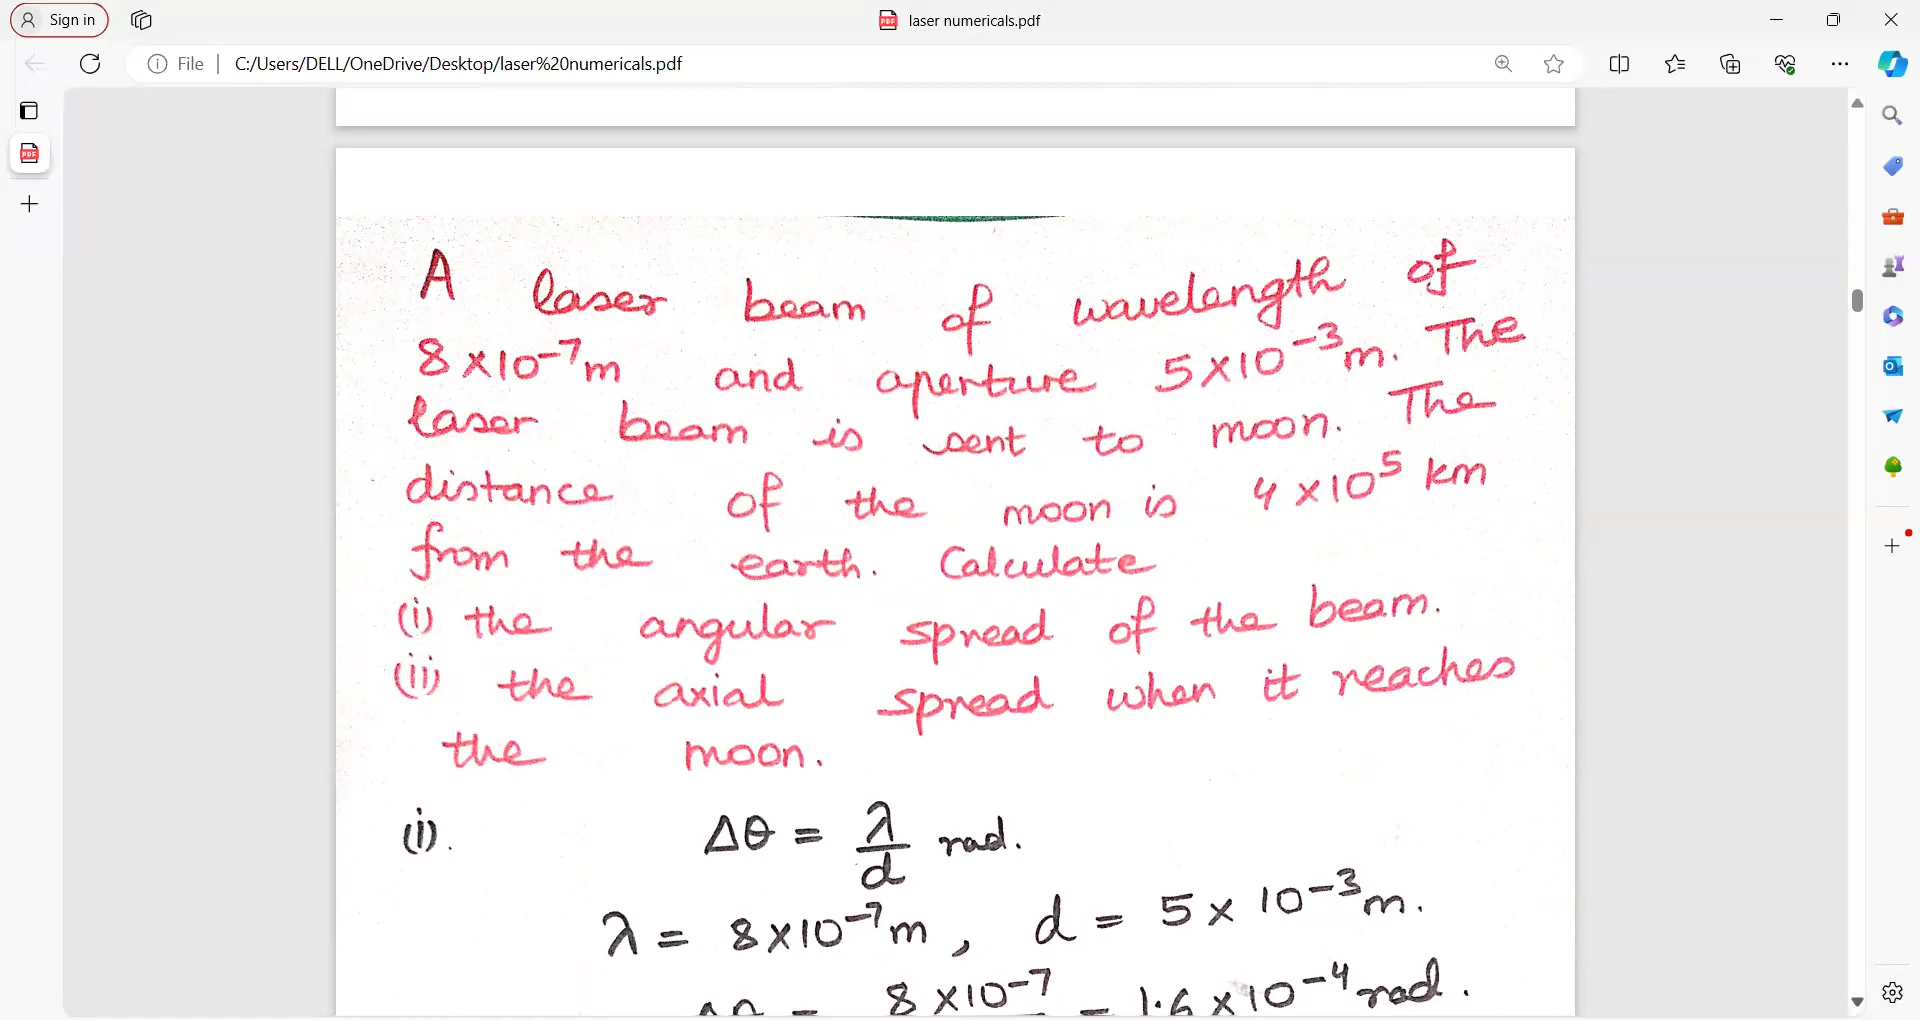 Sign in
laser numericals.pdf
File
C:/Users/DELL/OneDrive/Desktop/laser%20numericals.pdf
A laser beam of wavelength of
8×10⁻⁷m and aperture 5×10⁻³m. The
laser beam is sent to moon. The
distance of the moon is 4×10⁵ km
from the earth. Calculate
(i) the angular spread of the beam.
(ii) the axial spread when it reaches
the moon.
(i). Δθ = λ/d rad.
λ = 8×10⁻⁷m, d = 5×10⁻³m.
Δθ = 8×10⁻⁷ = 1.6×10⁻⁴ rad.